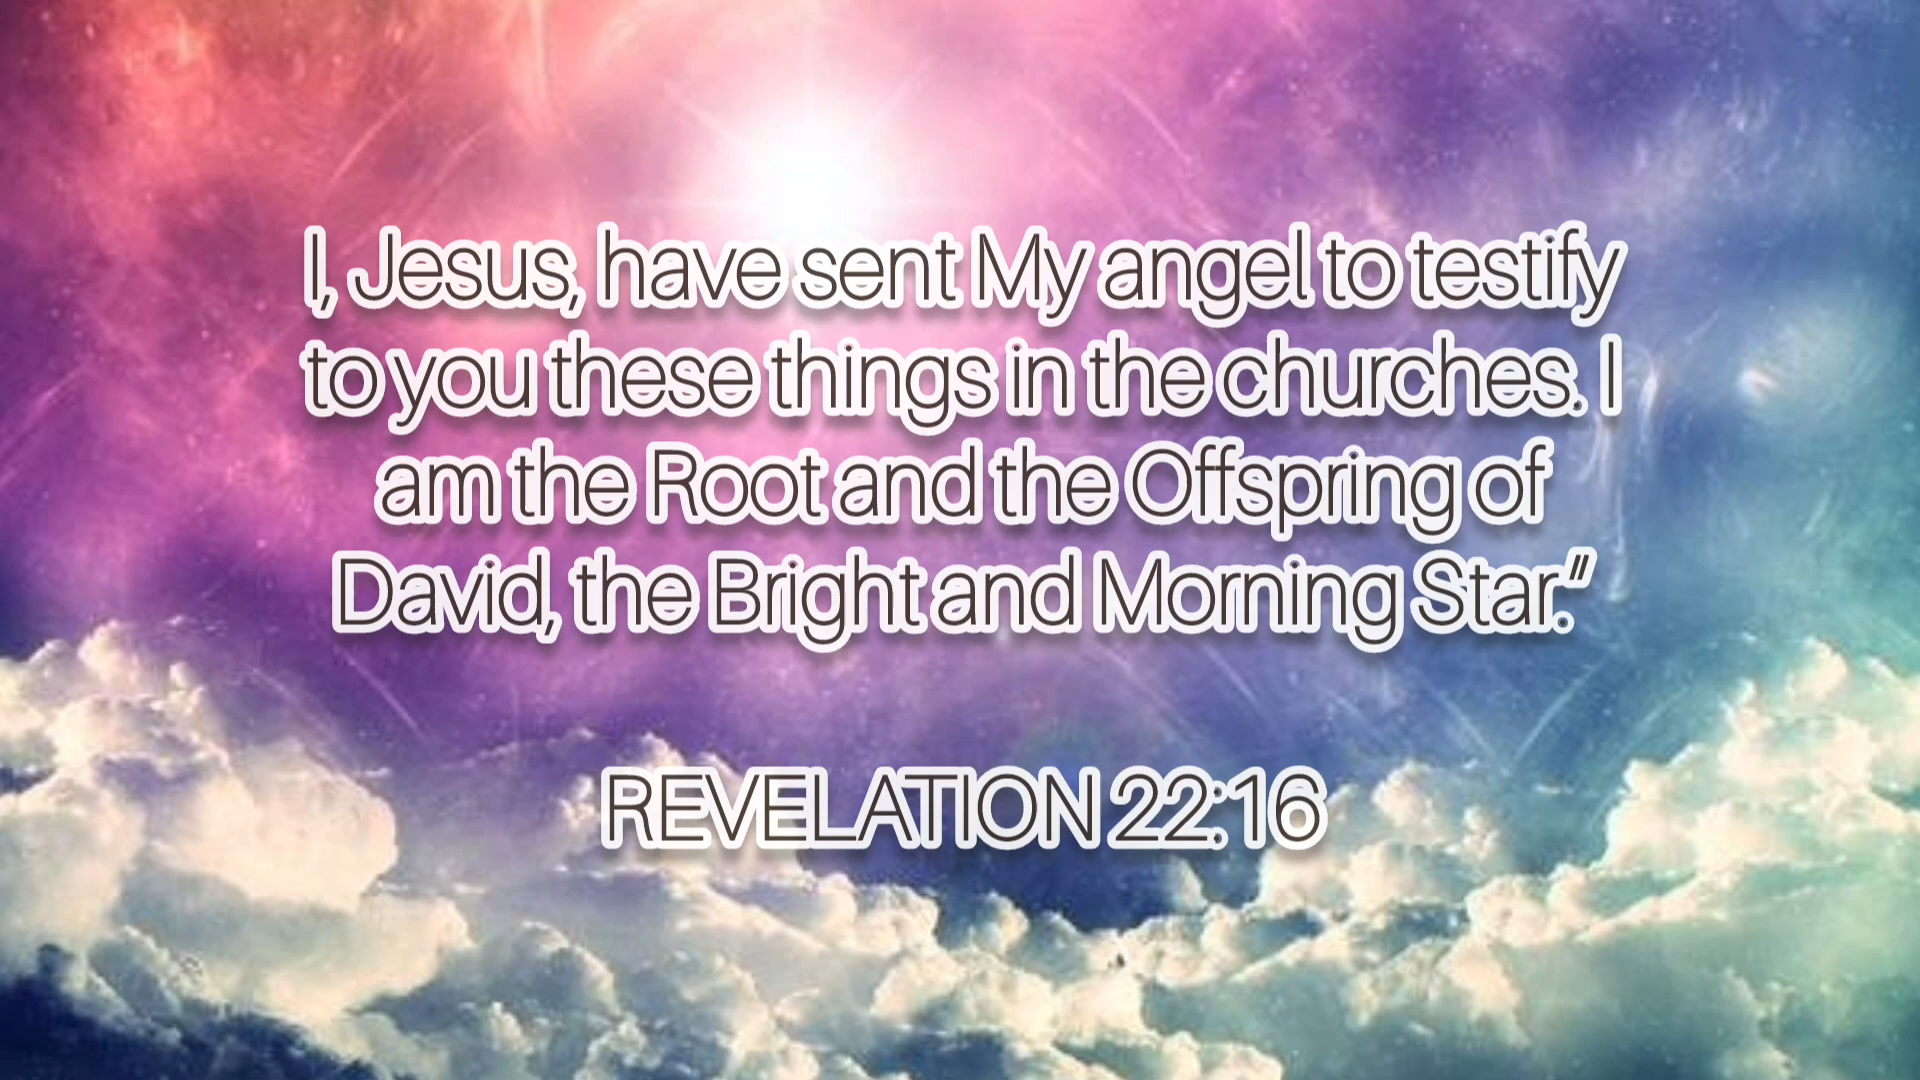 I, Jesus, have sent My angel to testify
to you these things in the churches. I
am the Root and the Offspring of
David, the Bright and Morning Star.”
REVELATION 22:16